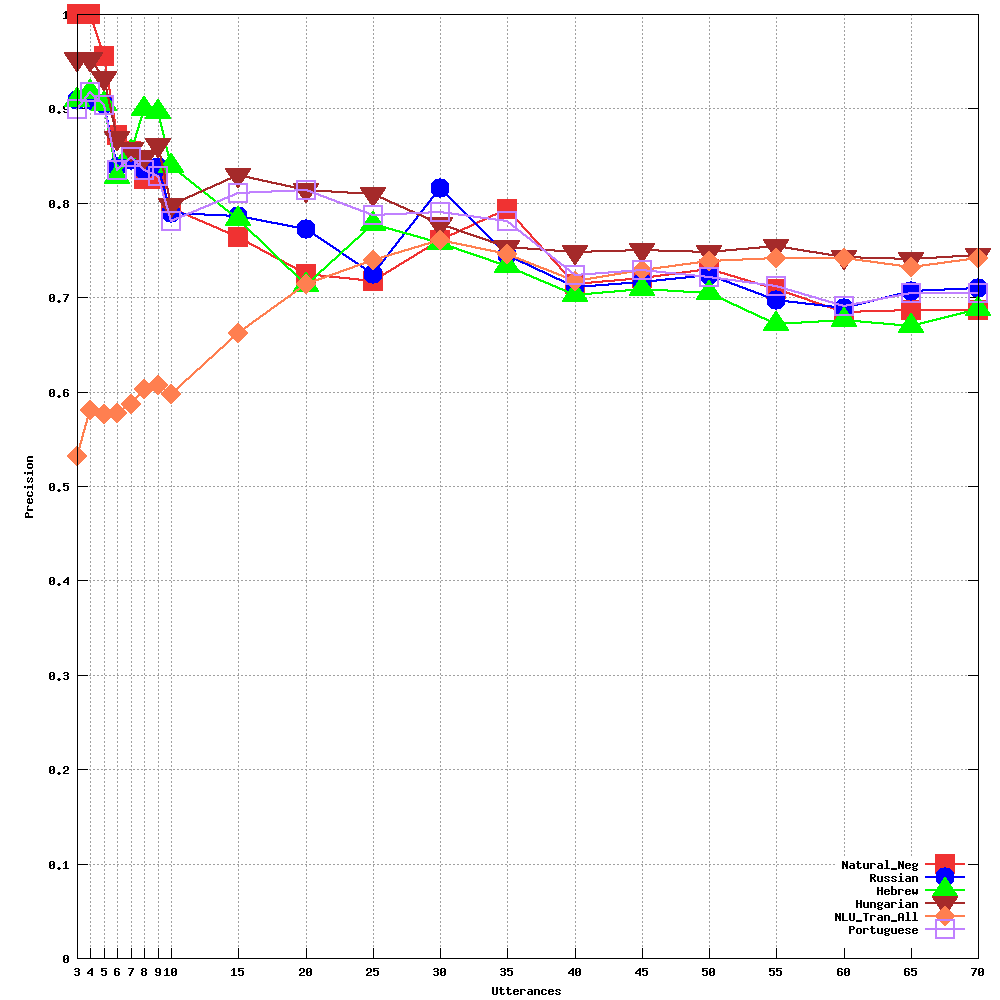 1
0.9
0.8
0.7
0.6
0.5
0.4
0.3
0.2
0.1
0
Precision
3 4 5 6 7 8 9 10 15 20 25 30 35 40 45 50 55 60 65 70
Utterances
Natural_Neg
Russian
Hebrew
Hungarian
NLU_Tran_All
Portuguese